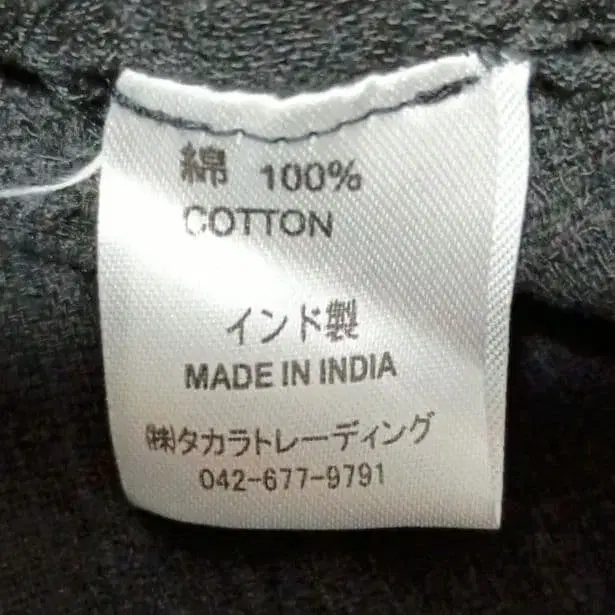 綿 100%
COTTON
インド製
MADE IN INDIA
㈱タカラトレーディング
042-677-9791